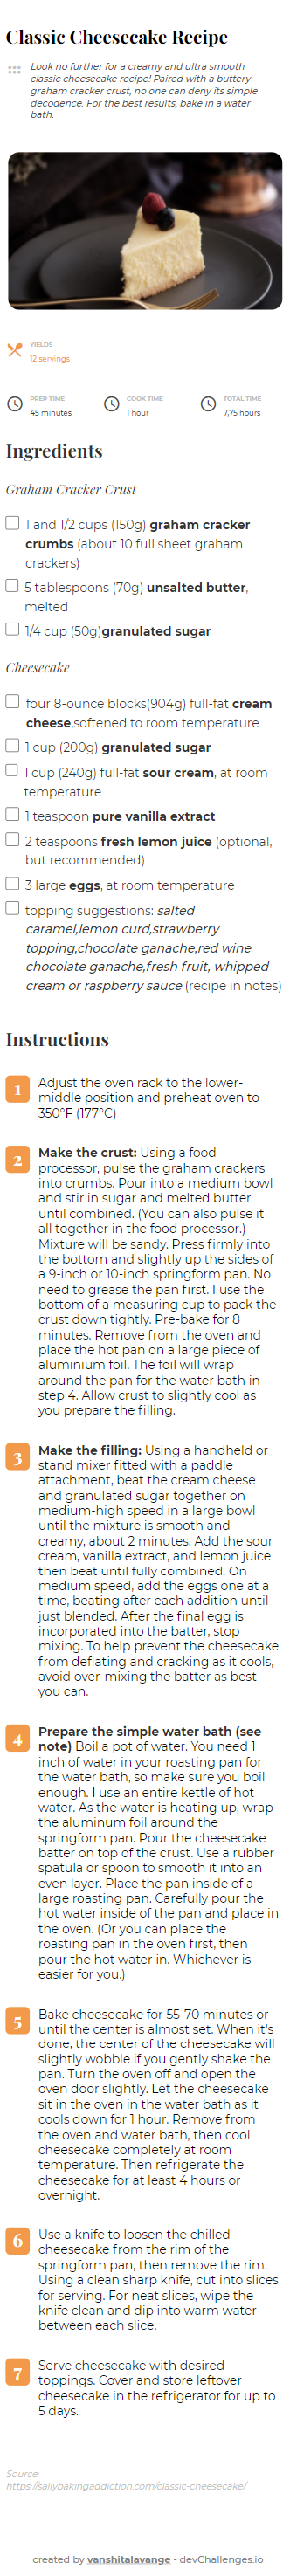 Classic Cheesecake Recipe
Look no further for a creamy and ultra smooth
classic cheesecake recipe! Paired with a buttery
graham cracker crust, no one can deny its simple
decodence. For the best results, bake in a water
bath.
YIELDS
12 servings
PREP TIME
45 minutes
COOK TIME
1 hour
TOTAL TIME
7,75 hours
Ingredients
Graham Cracker Crust
1 and 1/2 cups (150g) graham cracker
crumbs (about 10 full sheet graham
crackers)
5 tablespoons (70g) unsalted butter,
melted
1/4 cup (50g)granulated sugar
Cheesecake
four 8-ounce blocks(904g) full-fat cream
cheese,softened to room temperature
1 cup (200g) granulated sugar
1 cup (240g) full-fat sour cream, at room
temperature
1 teaspoon pure vanilla extract
2 teaspoons fresh lemon juice (optional,
but recommended)
3 large eggs, at room temperature
topping suggestions: salted
caramel,lemon curd,strawberry
topping,chocolate ganache,red wine
chocolate ganache,fresh fruit, whipped
cream or raspberry sauce (recipe in notes)
Instructions
1 Adjust the oven rack to the lower-
middle position and preheat oven to
350°F (177°C)
2 Make the crust: Using a food
processor, pulse the graham crackers
into crumbs. Pour into a medium bowl
and stir in sugar and melted butter
until combined. (You can also pulse it
all together in the food processor.)
Mixture will be sandy. Press firmly into
the bottom and slightly up the sides of
a 9-inch or 10-inch springform pan. No
need to grease the pan first. I use the
bottom of a measuring cup to pack the
crust down tightly. Pre-bake for 8
minutes. Remove from the oven and
place the hot pan on a large piece of
aluminium foil. The foil will wrap
around the pan for the water bath in
step 4. Allow crust to slightly cool as
you prepare the filling.
3 Make the filling: Using a handheld or
stand mixer fitted with a paddle
attachment, beat the cream cheese
and granulated sugar together on
medium-high speed in a large bowl
until the mixture is smooth and
creamy, about 2 minutes. Add the sour
cream, vanilla extract, and lemon juice
then beat until fully combined. On
medium speed, add the eggs one at a
time, beating after each addition until
just blended. After the final egg is
incorporated into the batter, stop
mixing. To help prevent the cheesecake
from deflating and cracking as it cools,
avoid over-mixing the batter as best
you can.
4 Prepare the simple water bath (see
note) Boil a pot of water. You need 1
inch of water in your roasting pan for
the water bath, so make sure you boil
enough. I use an entire kettle of hot
water. As the water is heating up, wrap
the aluminum foil around the
springform pan. Pour the cheesecake
batter on top of the crust. Use a rubber
spatula or spoon to smooth it into an
even layer. Place the pan inside of a
large roasting pan. Carefully pour the
hot water inside of the pan and place in
the oven. (Or you can place the
roasting pan in the oven first, then
pour the hot water in. Whichever is
easier for you.)
5 Bake cheesecake for 55-70 minutes or
until the center is almost set. When it's
done, the center of the cheesecake will
slightly wobble if you gently shake the
pan. Turn the oven off and open the
oven door slightly. Let the cheesecake
sit in the oven in the water bath as it
cools down for 1 hour. Remove from
the oven and water bath, then cool
cheesecake completely at room
temperature. Then refrigerate the
cheesecake for at least 4 hours or
overnight.
6 Use a knife to loosen the chilled
cheesecake from the rim of the
springform pan, then remove the rim.
Using a clean sharp knife, cut into slices
for serving. For neat slices, wipe the
knife clean and dip into warm water
between each slice.
7 Serve cheesecake with desired
toppings. Cover and store leftover
cheesecake in the refrigerator for up to
5 days.
Source:
https://sallybakingaddiction.com/classic-cheesecake/
created by vanshitalavange - devChallenges.io